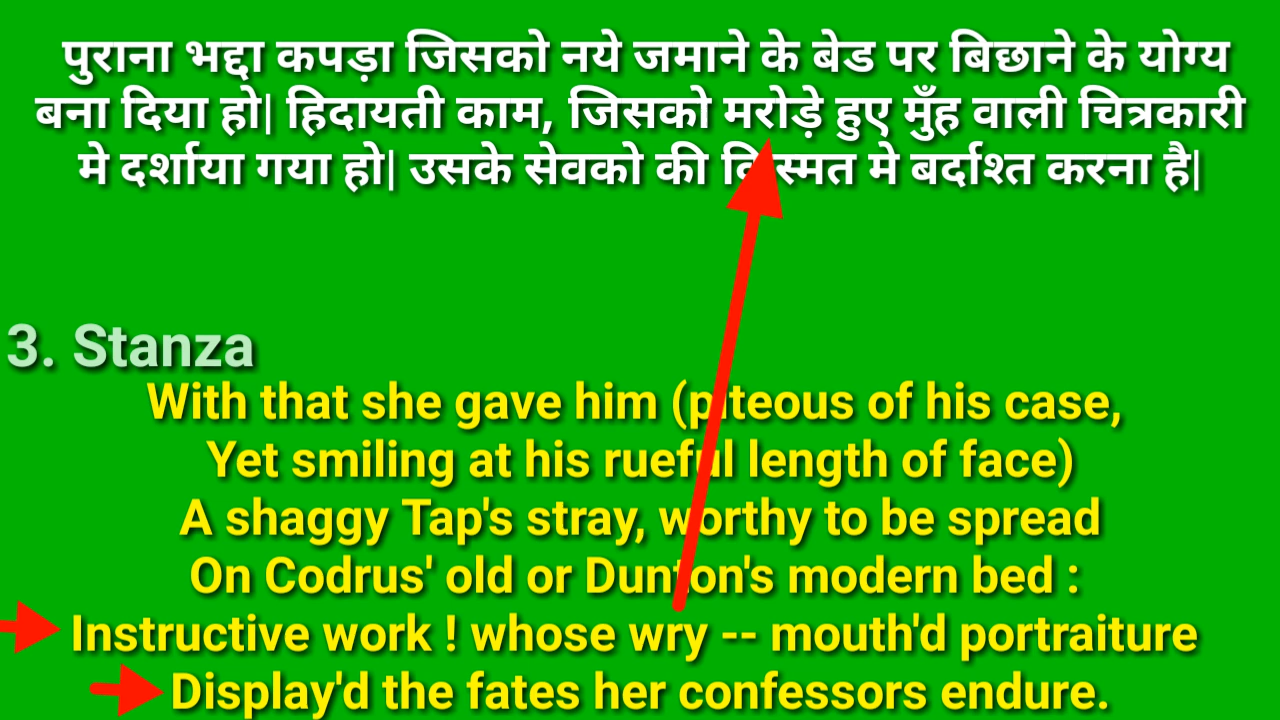 पुराना भद्दा कपड़ा जिसको नये जमाने के बेड पर बिछाने के योग्य
बना दिया हो| हिदायती काम, जिसको मरोड़े हुए मुँह वाली चित्रकारी
मे दर्शाया गया हो| उसके सेवको की किस्मत मे बर्दाश्त करना है|
3. Stanza
With that she gave him (piteous of his case,
Yet smiling at his rueful length of face)
A shaggy Tap's stray, worthy to be spread
On Codrus' old or Dunton's modern bed :
Instructive work ! whose wry -- mouth'd portraiture
Display'd the fates her confessors endure.